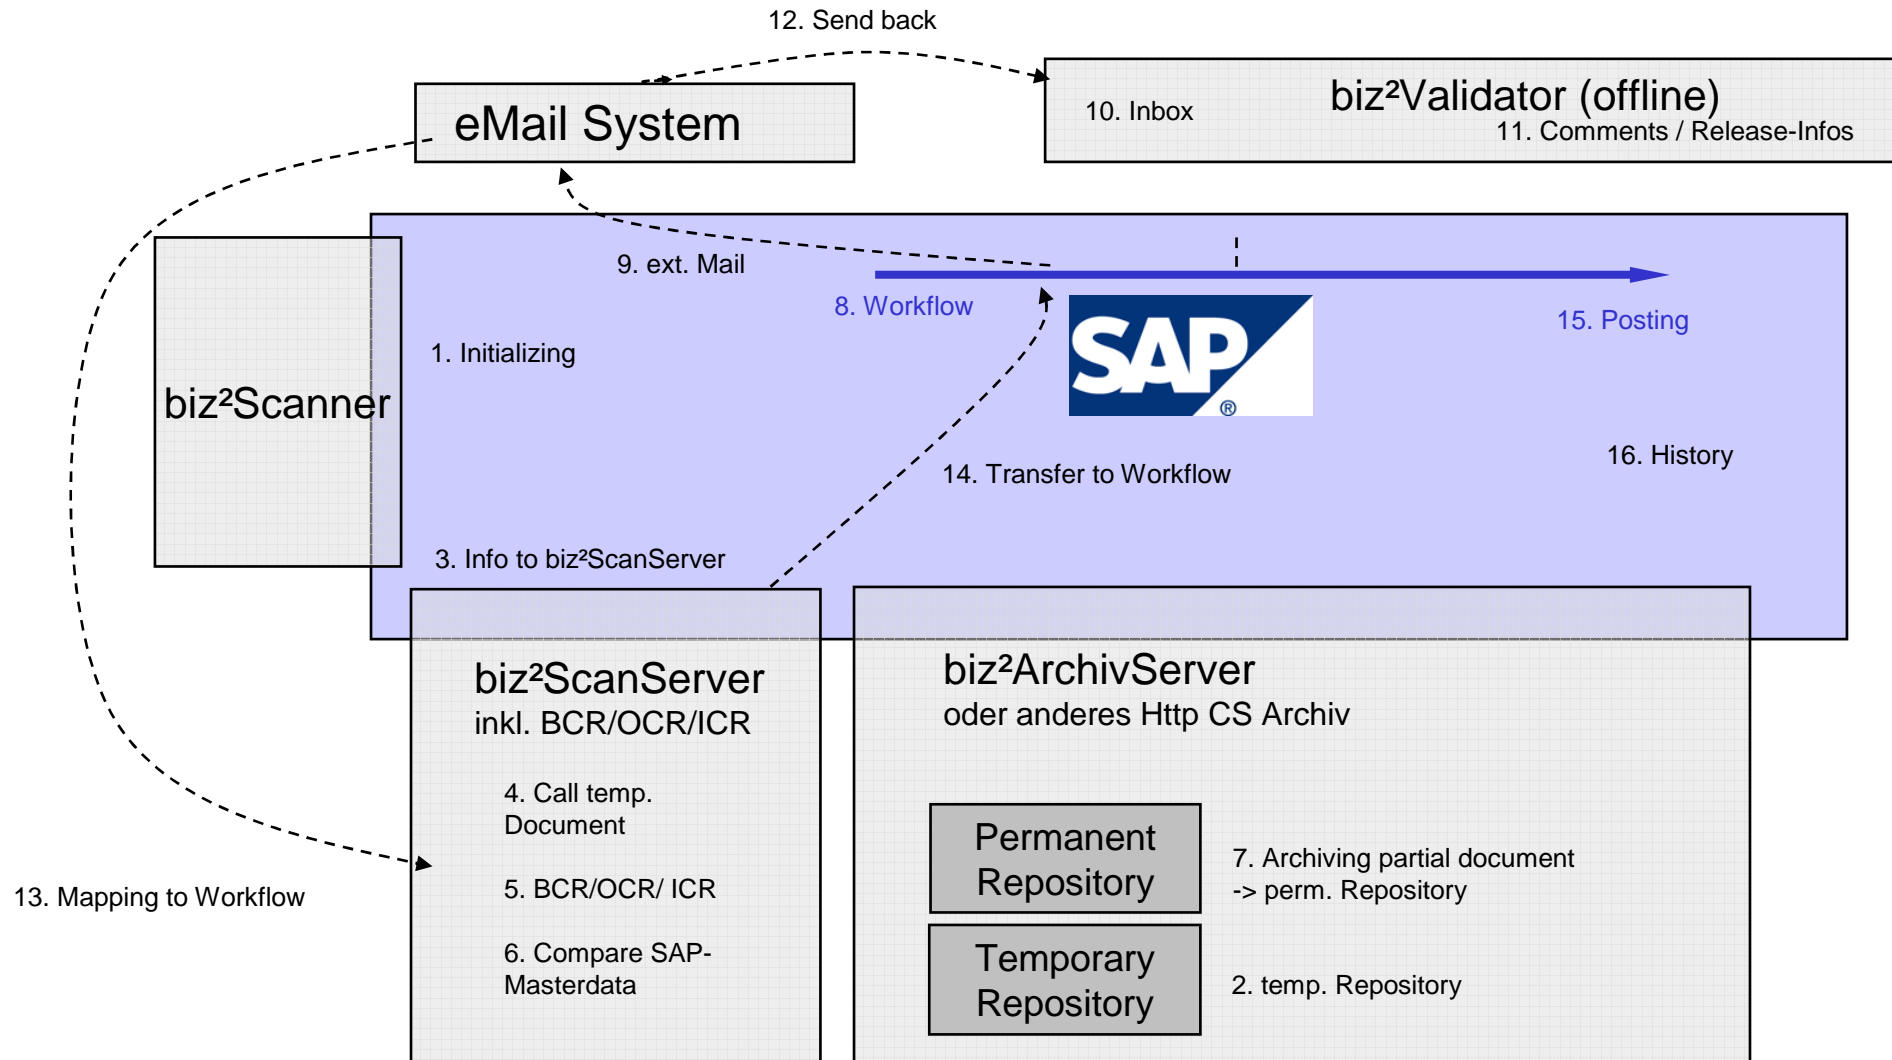 12. Send back
eMail System
biz²Validator (offline)
10. Inbox
11. Comments / Release-Infos
9. ext. Mail
8. Workflow
15. Posting
SAP
®
1. Initializing
biz²Scanner
16. History
14. Transfer to Workflow
3. Info to biz²ScanServer
biz²ScanServer
inkl. BCR/OCR/ICR
4. Call temp.
Document
5. BCR/OCR/ ICR
6. Compare SAP-
Masterdata
biz²ArchivServer
oder anderes Http CS Archiv
Permanent
Repository
7. Archiving partial document
-> perm. Repository
Temporary
Repository
2. temp. Repository
13. Mapping to Workflow